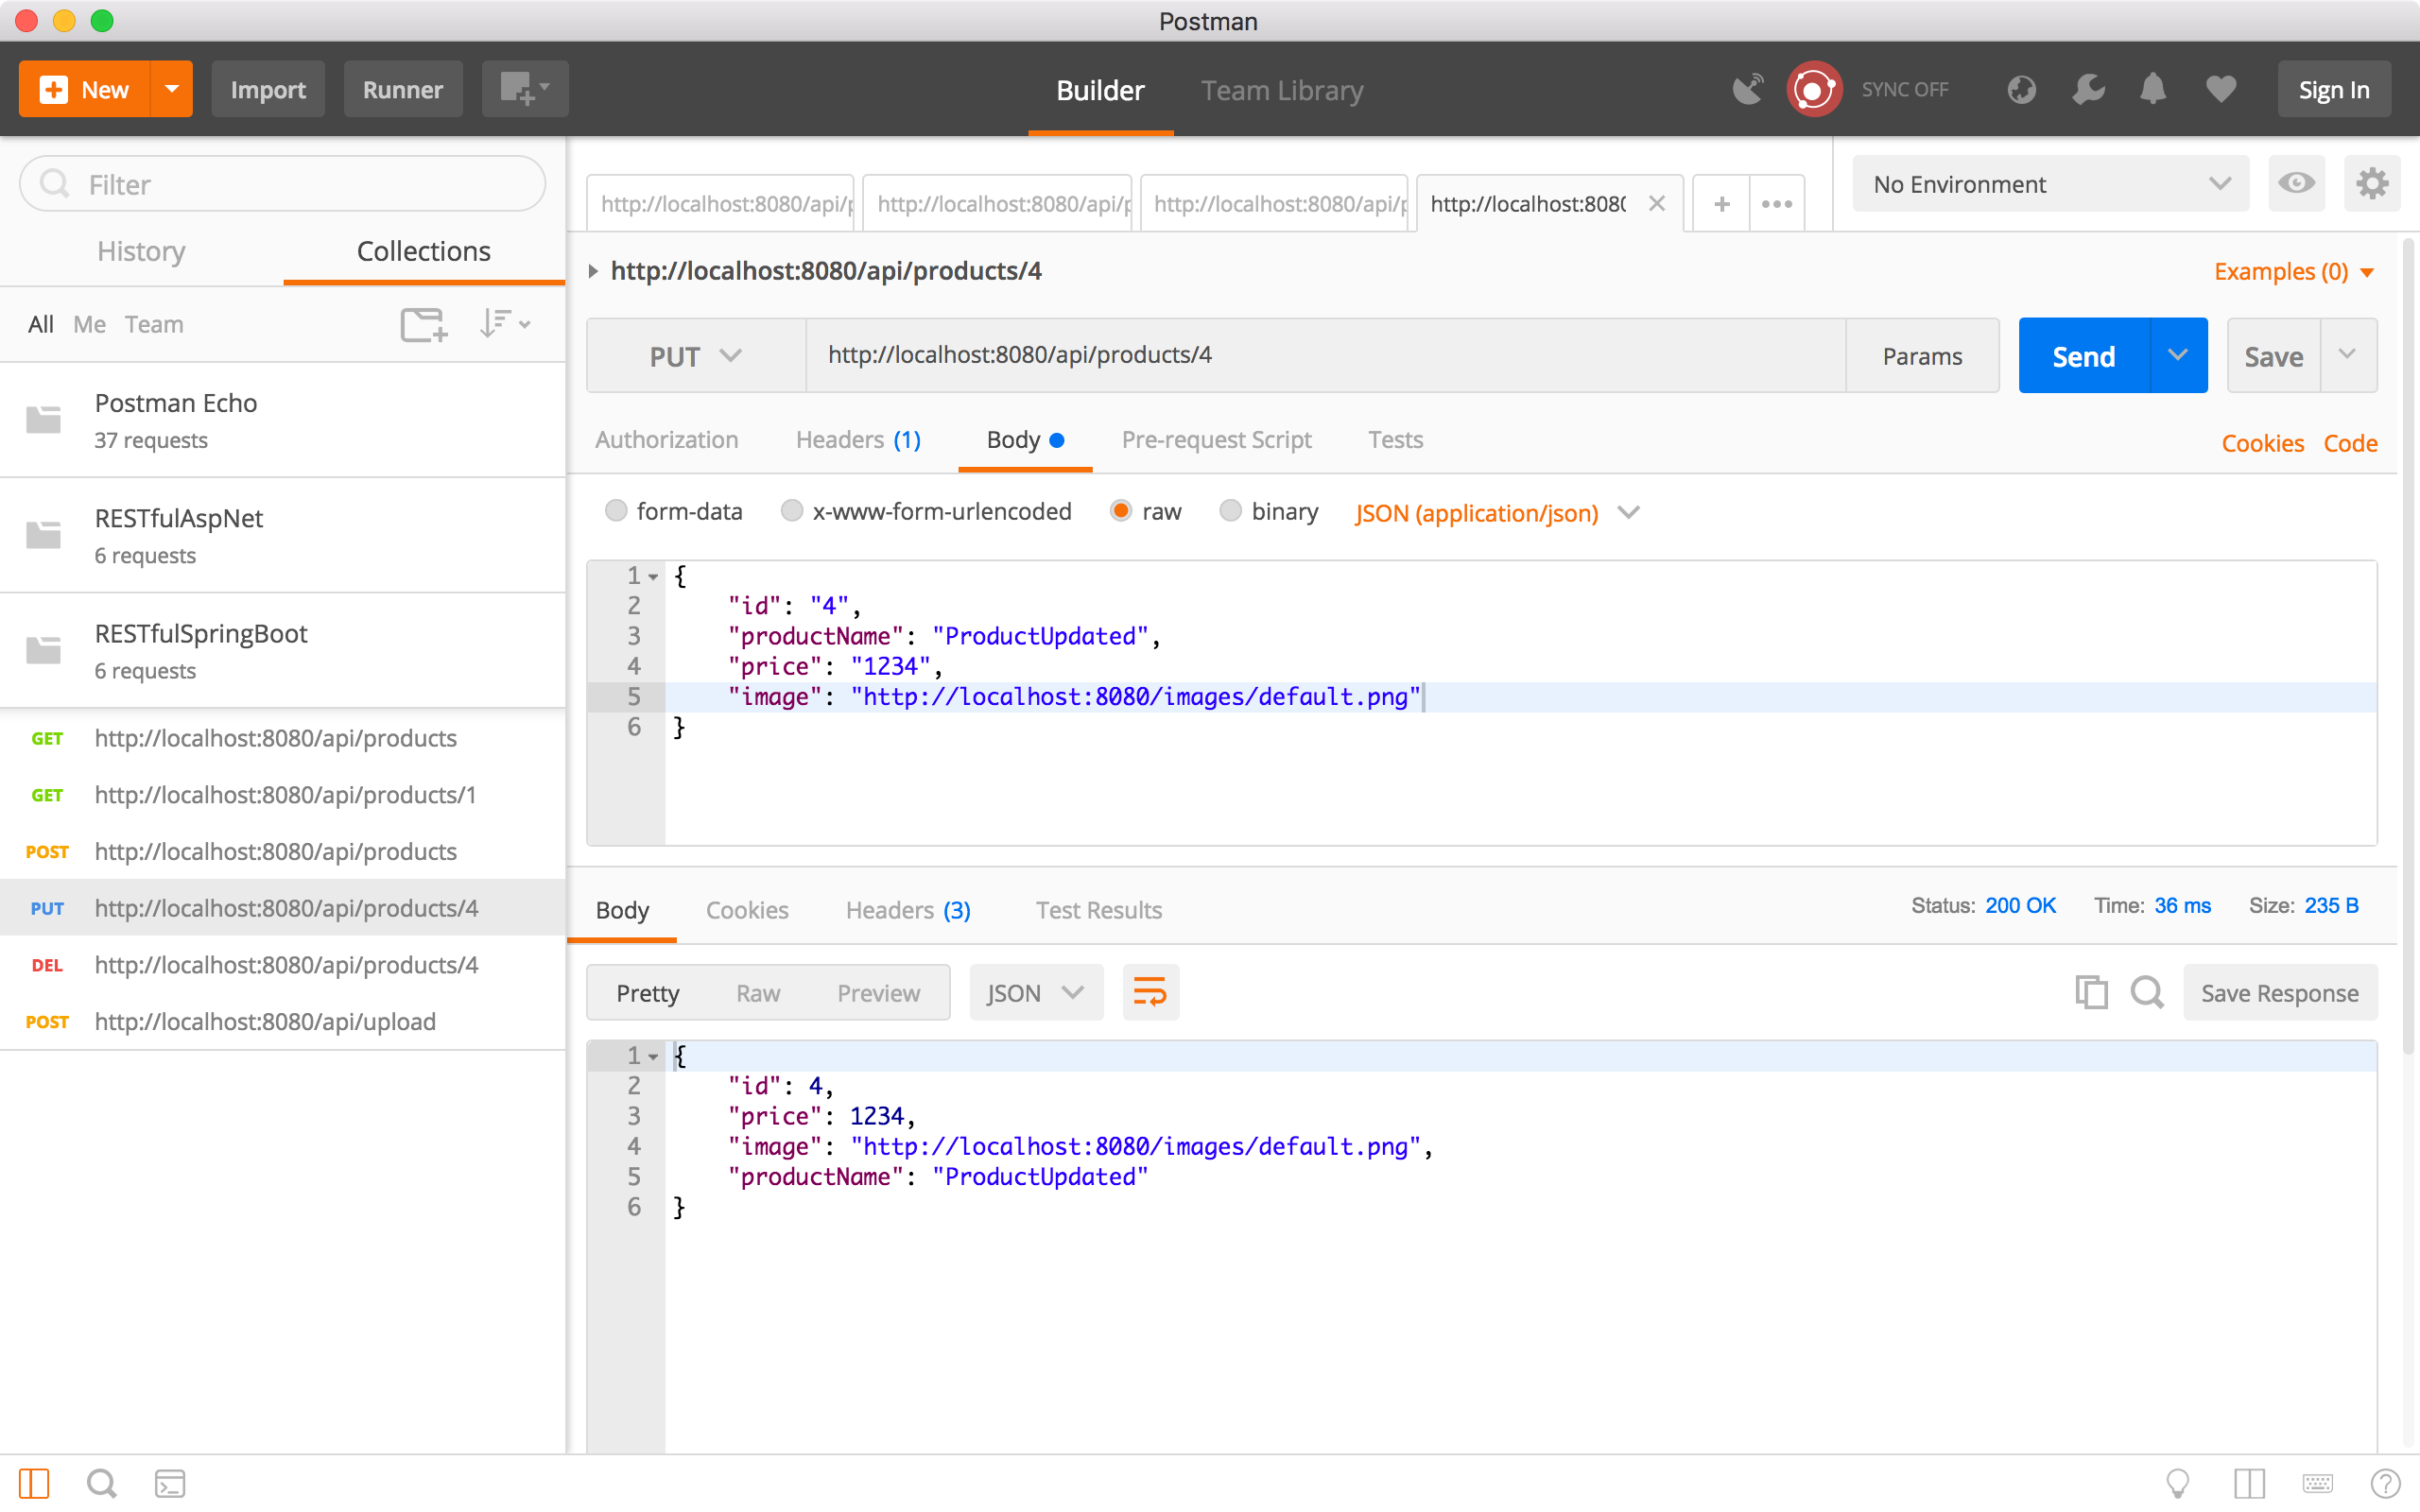 Postman
New
Import
Runner
Builder
Team Library
SYNC OFF
Sign In
Filter
History
Collections
All Me Team
Postman Echo
37 requests
RESTfulAspNet
6 requests
RESTfulSpringBoot
6 requests
GET http://localhost:8080/api/products
GET http://localhost:8080/api/products/1
POST http://localhost:8080/api/products
PUT http://localhost:8080/api/products/4
DEL http://localhost:8080/api/products/4
POST http://localhost:8080/api/upload
http://localhost:8080/api/p
http://localhost:8080/api/p
http://localhost:8080/api/p
http://localhost:8080
No Environment
http://localhost:8080/api/products/4
Examples (0)
PUT
http://localhost:8080/api/products/4
Params
Send
Save
Authorization
Headers (1)
Body
Pre-request Script
Tests
Cookies
Code
form-data
x-www-form-urlencoded
raw
binary
JSON (application/json)
1 {
2 "id": "4",
3 "productName": "ProductUpdated",
4 "price": "1234",
5 "image": "http://localhost:8080/images/default.png"
6 }
Body
Cookies
Headers (3)
Test Results
Status: 200 OK
Time: 36 ms
Size: 235 B
Pretty
Raw
Preview
JSON
Save Response
1 {
2 "id": 4,
3 "price": 1234,
4 "image": "http://localhost:8080/images/default.png",
5 "productName": "ProductUpdated"
6 }